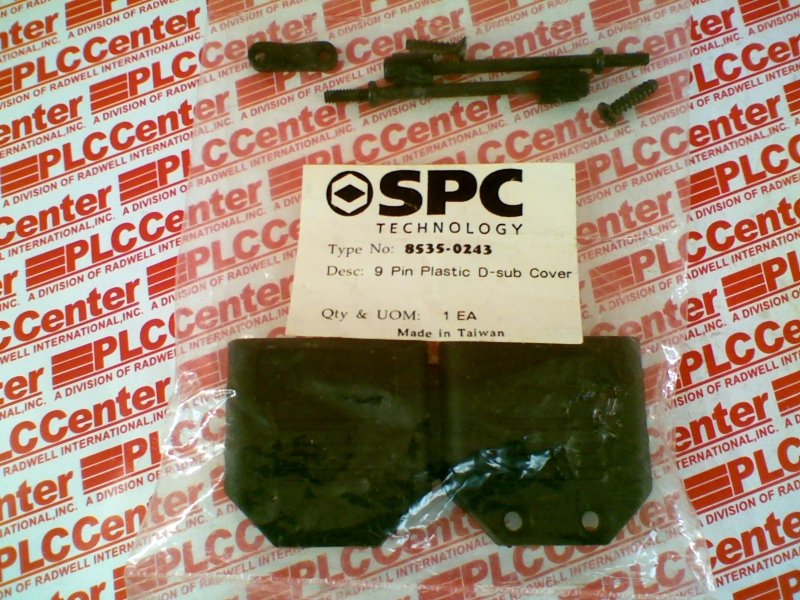 SPC
TECHNOLOGY
Type No: 8535-0243
Desc: 9 Pin Plastic D-sub Cover
Qty & UOM: 1 EA
Made in Taiwan
PLCCenter
A DIVISION OF RADWELL INTERNATIONAL, INC.